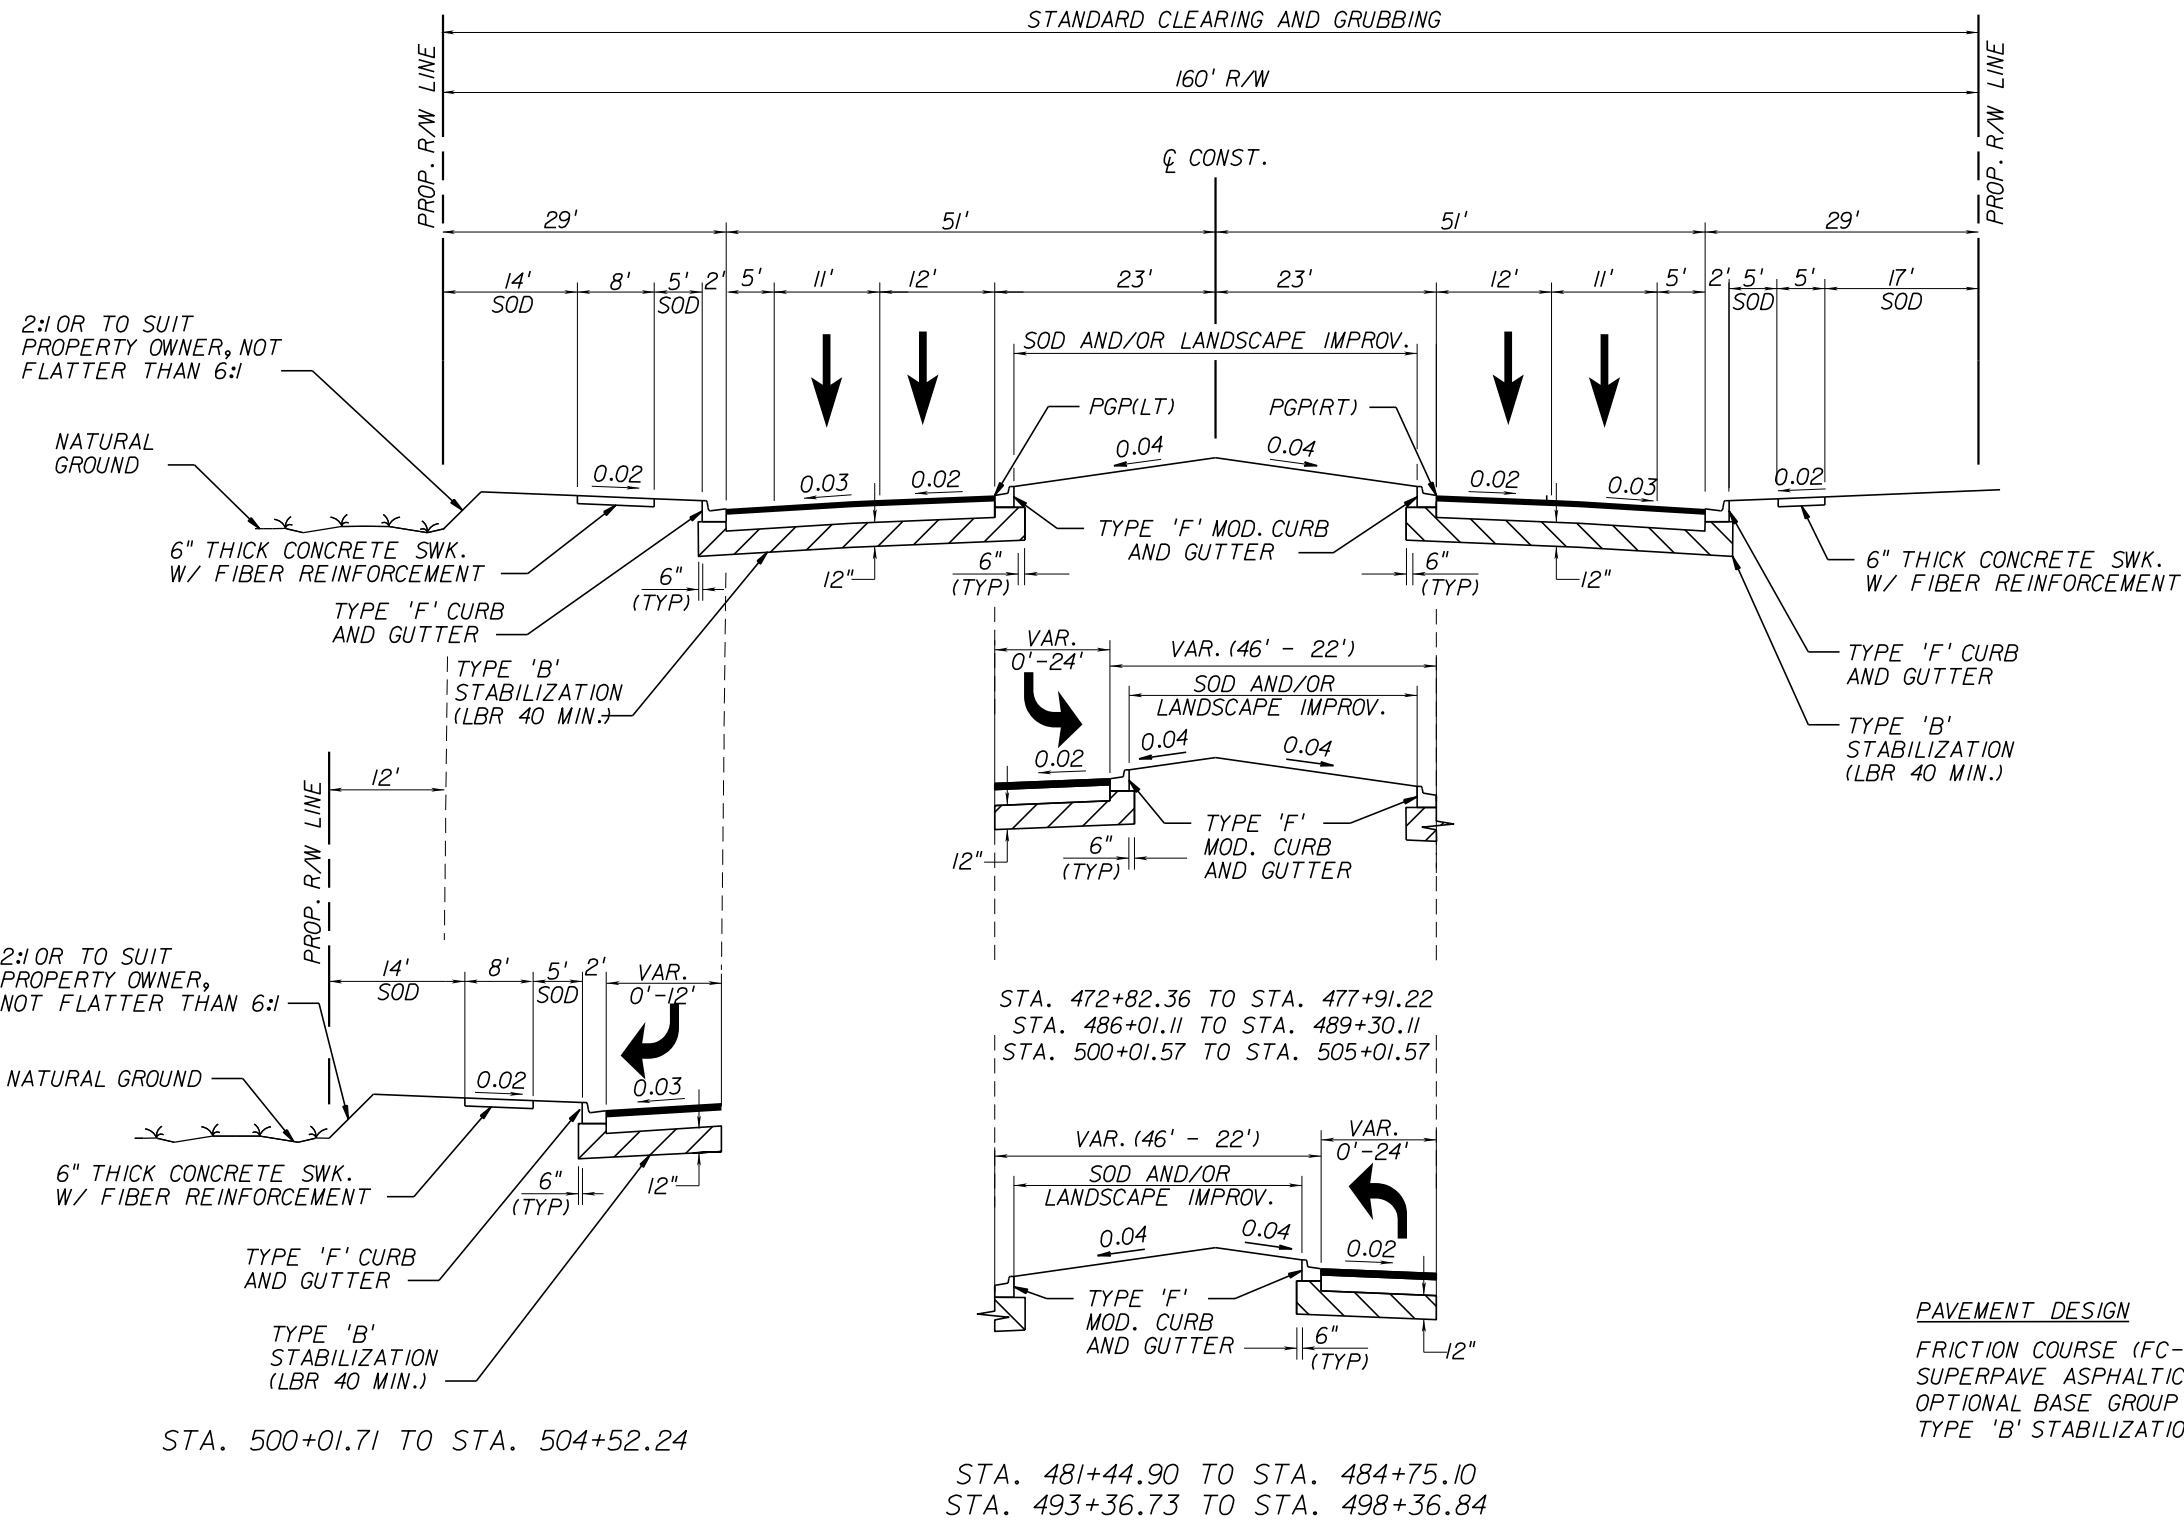 STANDARD CLEARING AND GRUBBING
160' R/W
PROP. R/W LINE
PROP. R/W LINE
℄ CONST.
29'
51'
51'
29'
14'
SOD
8'
5'
SOD
2'
5'
11'
12'
23'
23'
12'
11'
5'
2'
5'
SOD
5'
17'
SOD
2:1 OR TO SUIT
PROPERTY OWNER, NOT
FLATTER THAN 6:1
SOD AND/OR LANDSCAPE IMPROV.
PGP(LT)
PGP(RT)
NATURAL
GROUND
0.02
0.03
0.02
0.04
0.04
0.02
0.03
0.02
6" THICK CONCRETE SWK.
W/ FIBER REINFORCEMENT
TYPE 'F' MOD. CURB
AND GUTTER
6" THICK CONCRETE SWK.
W/ FIBER REINFORCEMENT
6"
(TYP)
12"
6"
(TYP)
6"
(TYP)
12"
TYPE 'F' CURB
AND GUTTER
TYPE 'B'
STABILIZATION
(LBR 40 MIN.)
TYPE 'F' CURB
AND GUTTER
TYPE 'B'
STABILIZATION
(LBR 40 MIN.)
VAR.
0'-24'
VAR. (46' - 22')
SOD AND/OR
LANDSCAPE IMPROV.
0.02
0.04
0.04
12"
6"
(TYP)
TYPE 'F'
MOD. CURB
AND GUTTER
STA. 472+82.36 TO STA. 477+91.22
STA. 486+01.11 TO STA. 489+30.11
STA. 500+01.57 TO STA. 505+01.57
12'
PROP. R/W LINE
2:1 OR TO SUIT
PROPERTY OWNER,
NOT FLATTER THAN 6:1
14'
SOD
8'
5'
SOD
2'
VAR.
0'-12'
NATURAL GROUND
0.02
0.03
6" THICK CONCRETE SWK.
W/ FIBER REINFORCEMENT
6"
(TYP)
12"
TYPE 'F' CURB
AND GUTTER
TYPE 'B'
STABILIZATION
(LBR 40 MIN.)
STA. 500+01.71 TO STA. 504+52.24
VAR. (46' - 22')
VAR.
0'-24'
SOD AND/OR
LANDSCAPE IMPROV.
0.04
0.04
0.02
TYPE 'F'
MOD. CURB
AND GUTTER
6"
(TYP)
12"
STA. 481+44.90 TO STA. 484+75.10
STA. 493+36.73 TO STA. 498+36.84
PAVEMENT DESIGN
FRICTION COURSE (FC-
SUPERPAVE ASPHALTIC
OPTIONAL BASE GROUP
TYPE 'B' STABILIZATIO